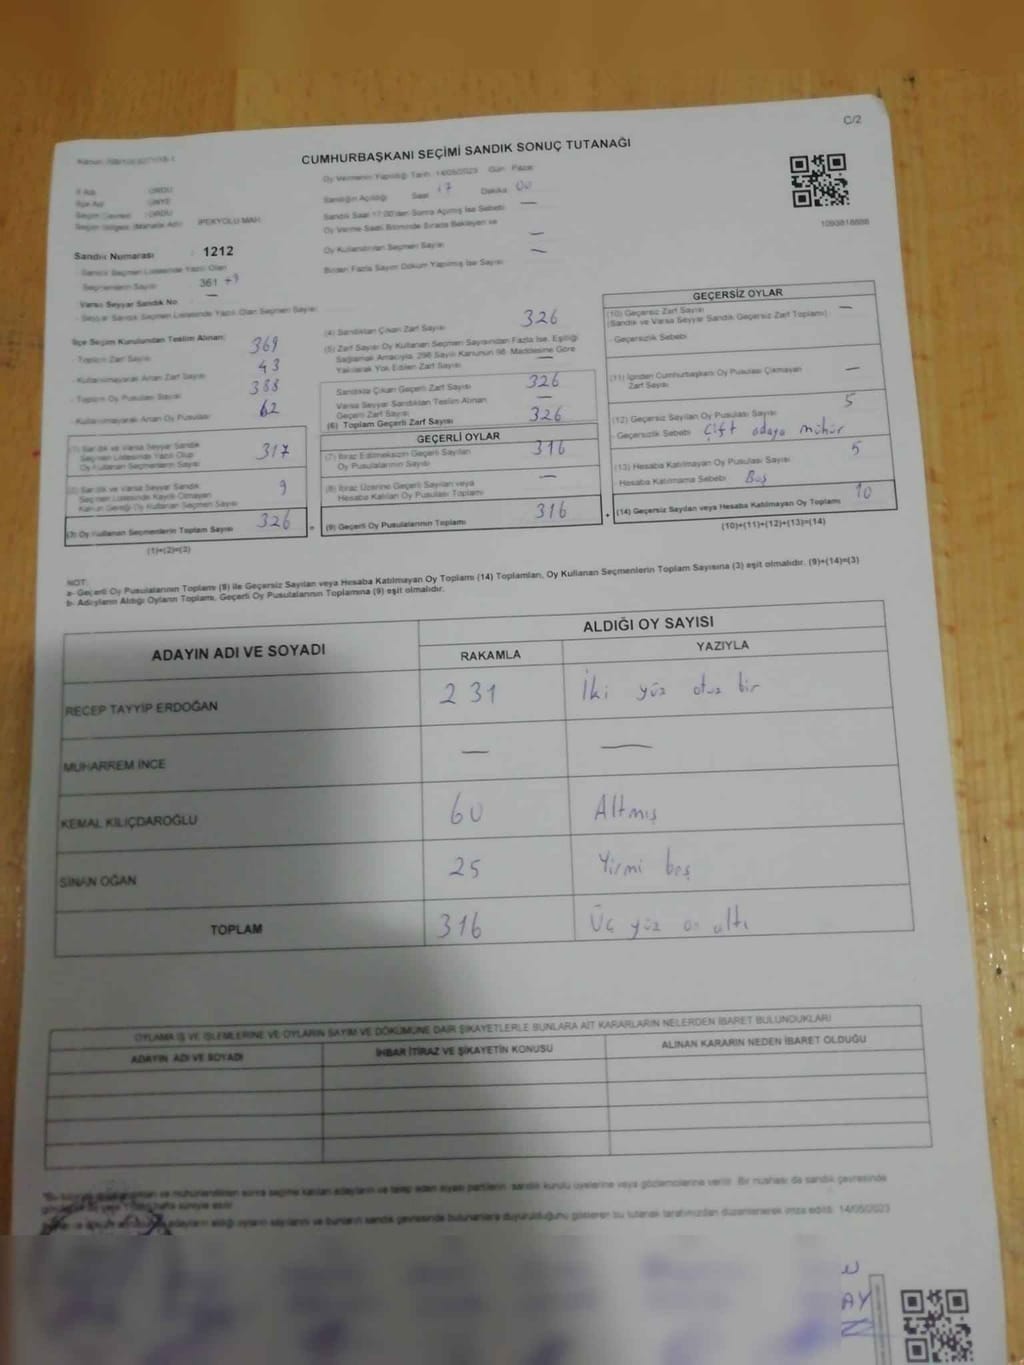 C/2
CUMHURBAŞKANI SEÇİMİ SANDIK SONUÇ TUTANAĞI
Oy Vermenin Yapıldığı Tarih: 14/05/2023 Gün: Pazar
İl Adı : ORDU
Sandığın Açıldığı Saat 17 Dakika 00
İlçe Adı : ÜNYE
Seçim Çevresi : ORDU
Sandık Saat 17.00'den Sonra Açılmış İse Sebebi —
Seçim Bölgesi (Mahalle Adı) : İPEKYOLU MAH.
Oy Verme Saati Bitiminde Sırada Bekleyen ve
Oy Kullandırılan Seçmen Sayısı —
1093818886
Sandık Numarası : 1212
Birden Fazla Sayım Döküm Yapılmış İse Sayısı —
- Sandık Seçmen Listesinde Yazılı Olan
Seçmenlerin Sayısı : 361 +9
Varsa Seyyar Sandık No —
- Seyyar Sandık Seçmen Listesinde Yazılı Olan Seçmen Sayısı
İlçe Seçim Kurulundan Teslim Alınan:
- Toplam Zarf Sayısı 369
- Kullanılmayarak Artan Zarf Sayısı 43
- Toplam Oy Pusulası Sayısı 388
- Kullanılmayarak Artan Oy Pusulası 62
(1) Sandık ve Varsa Seyyar Sandık
Seçmen Listesinde Yazılı Olup
Oy Kullanan Seçmenlerin Sayısı 317
(2) Sandık ve Varsa Seyyar Sandık
Seçmen Listesinde Kayıtlı Olmayan
Kanun Gereği Oy Kullanan Seçmen Sayısı 9
(3) Oy Kullanan Seçmenlerin Toplam Sayısı 326
(1)+(2)=(3)
(4) Sandıktan Çıkan Zarf Sayısı 326
(5) Zarf Sayısı Oy Kullanan Seçmen Sayısından Fazla İse, Eşitliği
Sağlamak Amacıyla, 298 Sayılı Kanunun 98. Maddesine Göre
Yakılarak Yok Edilen Zarf Sayısı —
Sandıkta Çıkan Geçerli Zarf Sayısı 326
Varsa Seyyar Sandıktan Teslim Alınan
Geçerli Zarf Sayısı —
(6) Toplam Geçerli Zarf Sayısı 326
GEÇERLİ OYLAR
(7) İtiraz Edilmeksizin Geçerli Sayılan
Oy Pusulalarının Sayısı 316
(8) İtiraz Üzerine Geçerli Sayılan veya
Hesaba Katılan Oy Pusulası Toplamı —
= (9) Geçerli Oy Pusulalarının Toplamı 316
GEÇERSİZ OYLAR
(10) Geçersiz Zarf Sayısı —
(Sandık ve Varsa Seyyar Sandık Geçersiz Zarf Toplamı)
- Geçersizlik Sebebi
(11) İçinden Cumhurbaşkanı Oy Pusulası Çıkmayan
Zarf Sayısı —
(12) Geçersiz Sayılan Oy Pusulası Sayısı 5
- Geçersizlik Sebebi Çift adaya mühür
(13) Hesaba Katılmayan Oy Pusulası Sayısı 5
- Hesaba Katılmama Sebebi Boş
+ (14) Geçersiz Sayılan veya Hesaba Katılmayan Oy Toplamı 10
(10)+(11)+(12)+(13)=(14)
NOT:
a- Geçerli Oy Pusulalarının Toplamı (9) ile Geçersiz Sayılan veya Hesaba Katılmayan Oy Toplamı (14) Toplamları, Oy Kullanan Seçmenlerin Toplam Sayısına (3) eşit olmalıdır. (9)+(14)=(3)
b- Adayların Aldığı Oyların Toplamı, Geçerli Oy Pusulalarının Toplamına (9) eşit olmalıdır.
ADAYIN ADI VE SOYADI ALDIĞI OY SAYISI
RAKAMLA YAZIYLA
RECEP TAYYİP ERDOĞAN 231 İki yüz otuz bir
MUHARREM İNCE — —
KEMAL KILIÇDAROĞLU 60 Altmış
SİNAN OĞAN 25 Yirmi beş
TOPLAM 316 Üç yüz on altı
OYLAMA İŞ VE İŞLEMLERİNE VE OYLARIN SAYIM VE DÖKÜMÜNE DAİR ŞİKAYETLERLE BUNLARA AİT KARARLARIN NELERDEN İBARET BULUNDUKLARI
ADAYIN ADI VE SOYADI İHBAR İTİRAZ VE ŞİKAYETİN KONUSU ALINAN KARARIN NEDEN İBARET OLDUĞU
ve mühürlendikten sonra seçime katılan adayların ve talep eden siyasi partilerin sandık kurulu üyelerine veya gözlemcilerine verilir. Bir nüshası da sandık çevresinde
adayların aldığı oyların sayılarını ve bunların sandık çevresinde bulunanlara duyurulduğunu gösteren bu tutanak tarafımızdan düzenlenerek imza edildi. 14/05/2023
AY